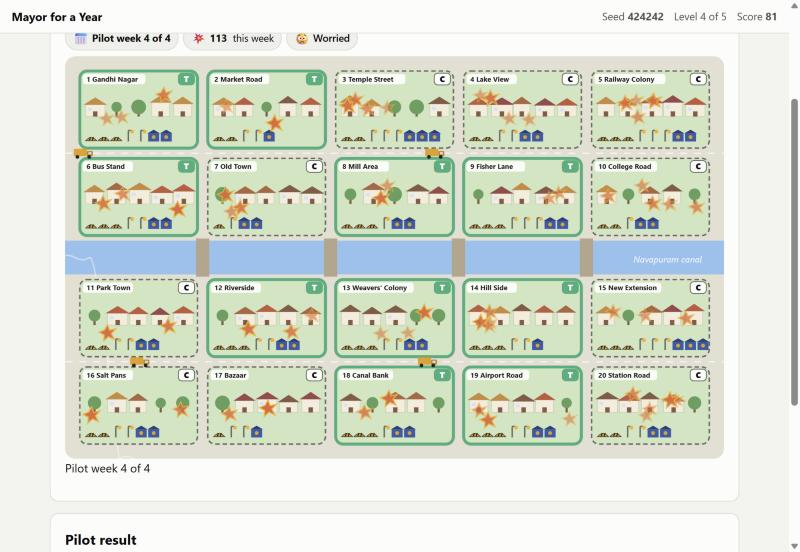 Mayor for a Year
Seed 424242 Level 4 of 5 Score 81
Pilot week 4 of 4
113 this week
Worried
1 Gandhi Nagar T
2 Market Road T
3 Temple Street C
4 Lake View C
5 Railway Colony C
6 Bus Stand T
7 Old Town C
8 Mill Area T
9 Fisher Lane T
10 College Road C
Navapuram canal
11 Park Town C
12 Riverside T
13 Weavers' Colony T
14 Hill Side T
15 New Extension C
16 Salt Pans C
17 Bazaar C
18 Canal Bank T
19 Airport Road T
20 Station Road C
Pilot week 4 of 4
Pilot result